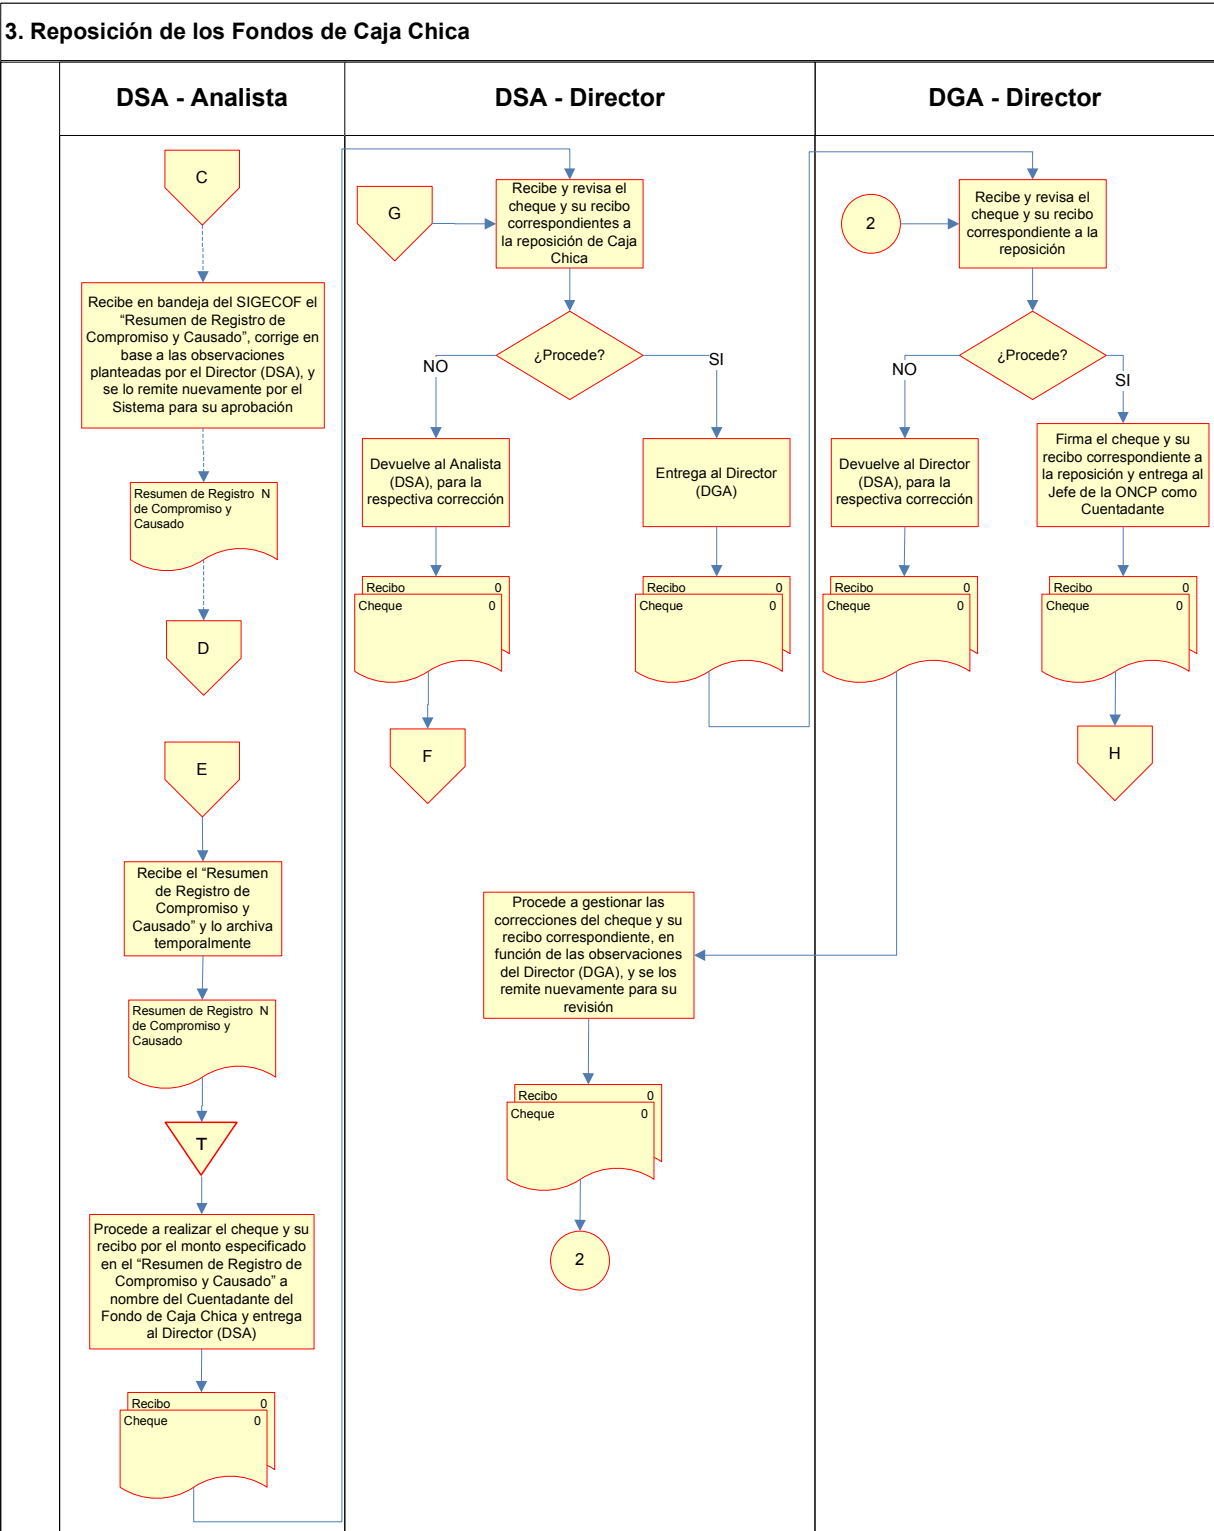 3. Reposición de los Fondos de Caja Chica
DSA - Analista
DSA - Director
DGA - Director
C
Recibe en bandeja del SIGECOF el
“Resumen de Registro de
Compromiso y Causado”, corrige en
base a las observaciones
planteadas por el Director (DSA), y
se lo remite nuevamente por el
Sistema para su aprobación
Resumen de Registro N
de Compromiso y
Causado
D
E
Recibe el “Resumen
de Registro de
Compromiso y
Causado” y lo archiva
temporalmente
Resumen de Registro N
de Compromiso y
Causado
T
Procede a realizar el cheque y su
recibo por el monto especificado
en el “Resumen de Registro de
Compromiso y Causado” a
nombre del Cuentadante del
Fondo de Caja Chica y entrega
al Director (DSA)
Recibo 0
Cheque 0
G
Recibe y revisa el
cheque y su recibo
correspondientes a
la reposición de Caja
Chica
¿Procede?
NO
SI
Devuelve al Analista
(DSA), para la
respectiva corrección
Entrega al Director
(DGA)
Recibo 0
Cheque 0
Recibo 0
Cheque 0
F
Procede a gestionar las
correcciones del cheque y su
recibo correspondiente, en
función de las observaciones
del Director (DGA), y se los
remite nuevamente para su
revisión
Recibo 0
Cheque 0
2
2
Recibe y revisa el
cheque y su recibo
correspondiente a la
reposición
¿Procede?
NO
SI
Devuelve al Director
(DSA), para la
respectiva corrección
Firma el cheque y su
recibo correspondiente a
la reposición y entrega al
Jefe de la ONCP como
Cuentadante
Recibo 0
Cheque 0
Recibo 0
Cheque 0
H